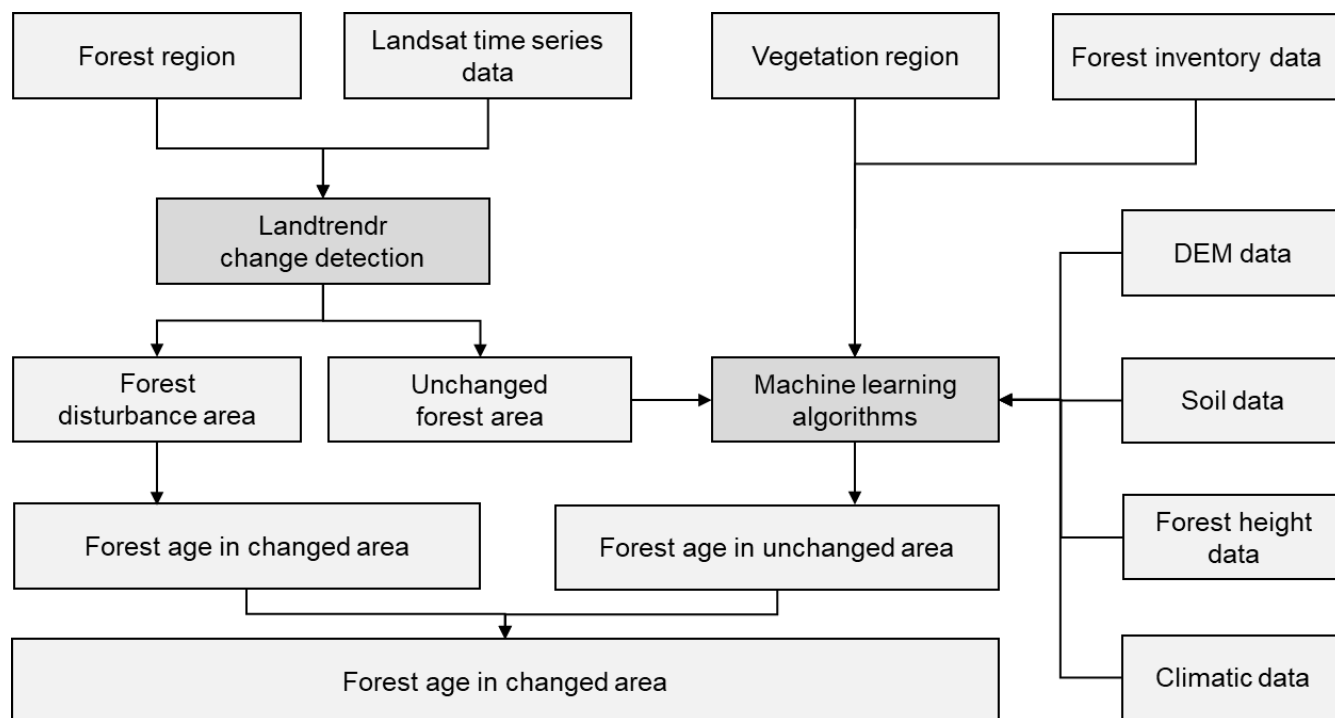 Forest region
Landsat time series
data
Vegetation region
Forest inventory data
Landtrendr
change detection
DEM data
Forest
disturbance area
Unchanged
forest area
Machine learning
algorithms
Soil data
Forest age in changed area
Forest age in unchanged area
Forest height
data
Forest age in changed area
Climatic data